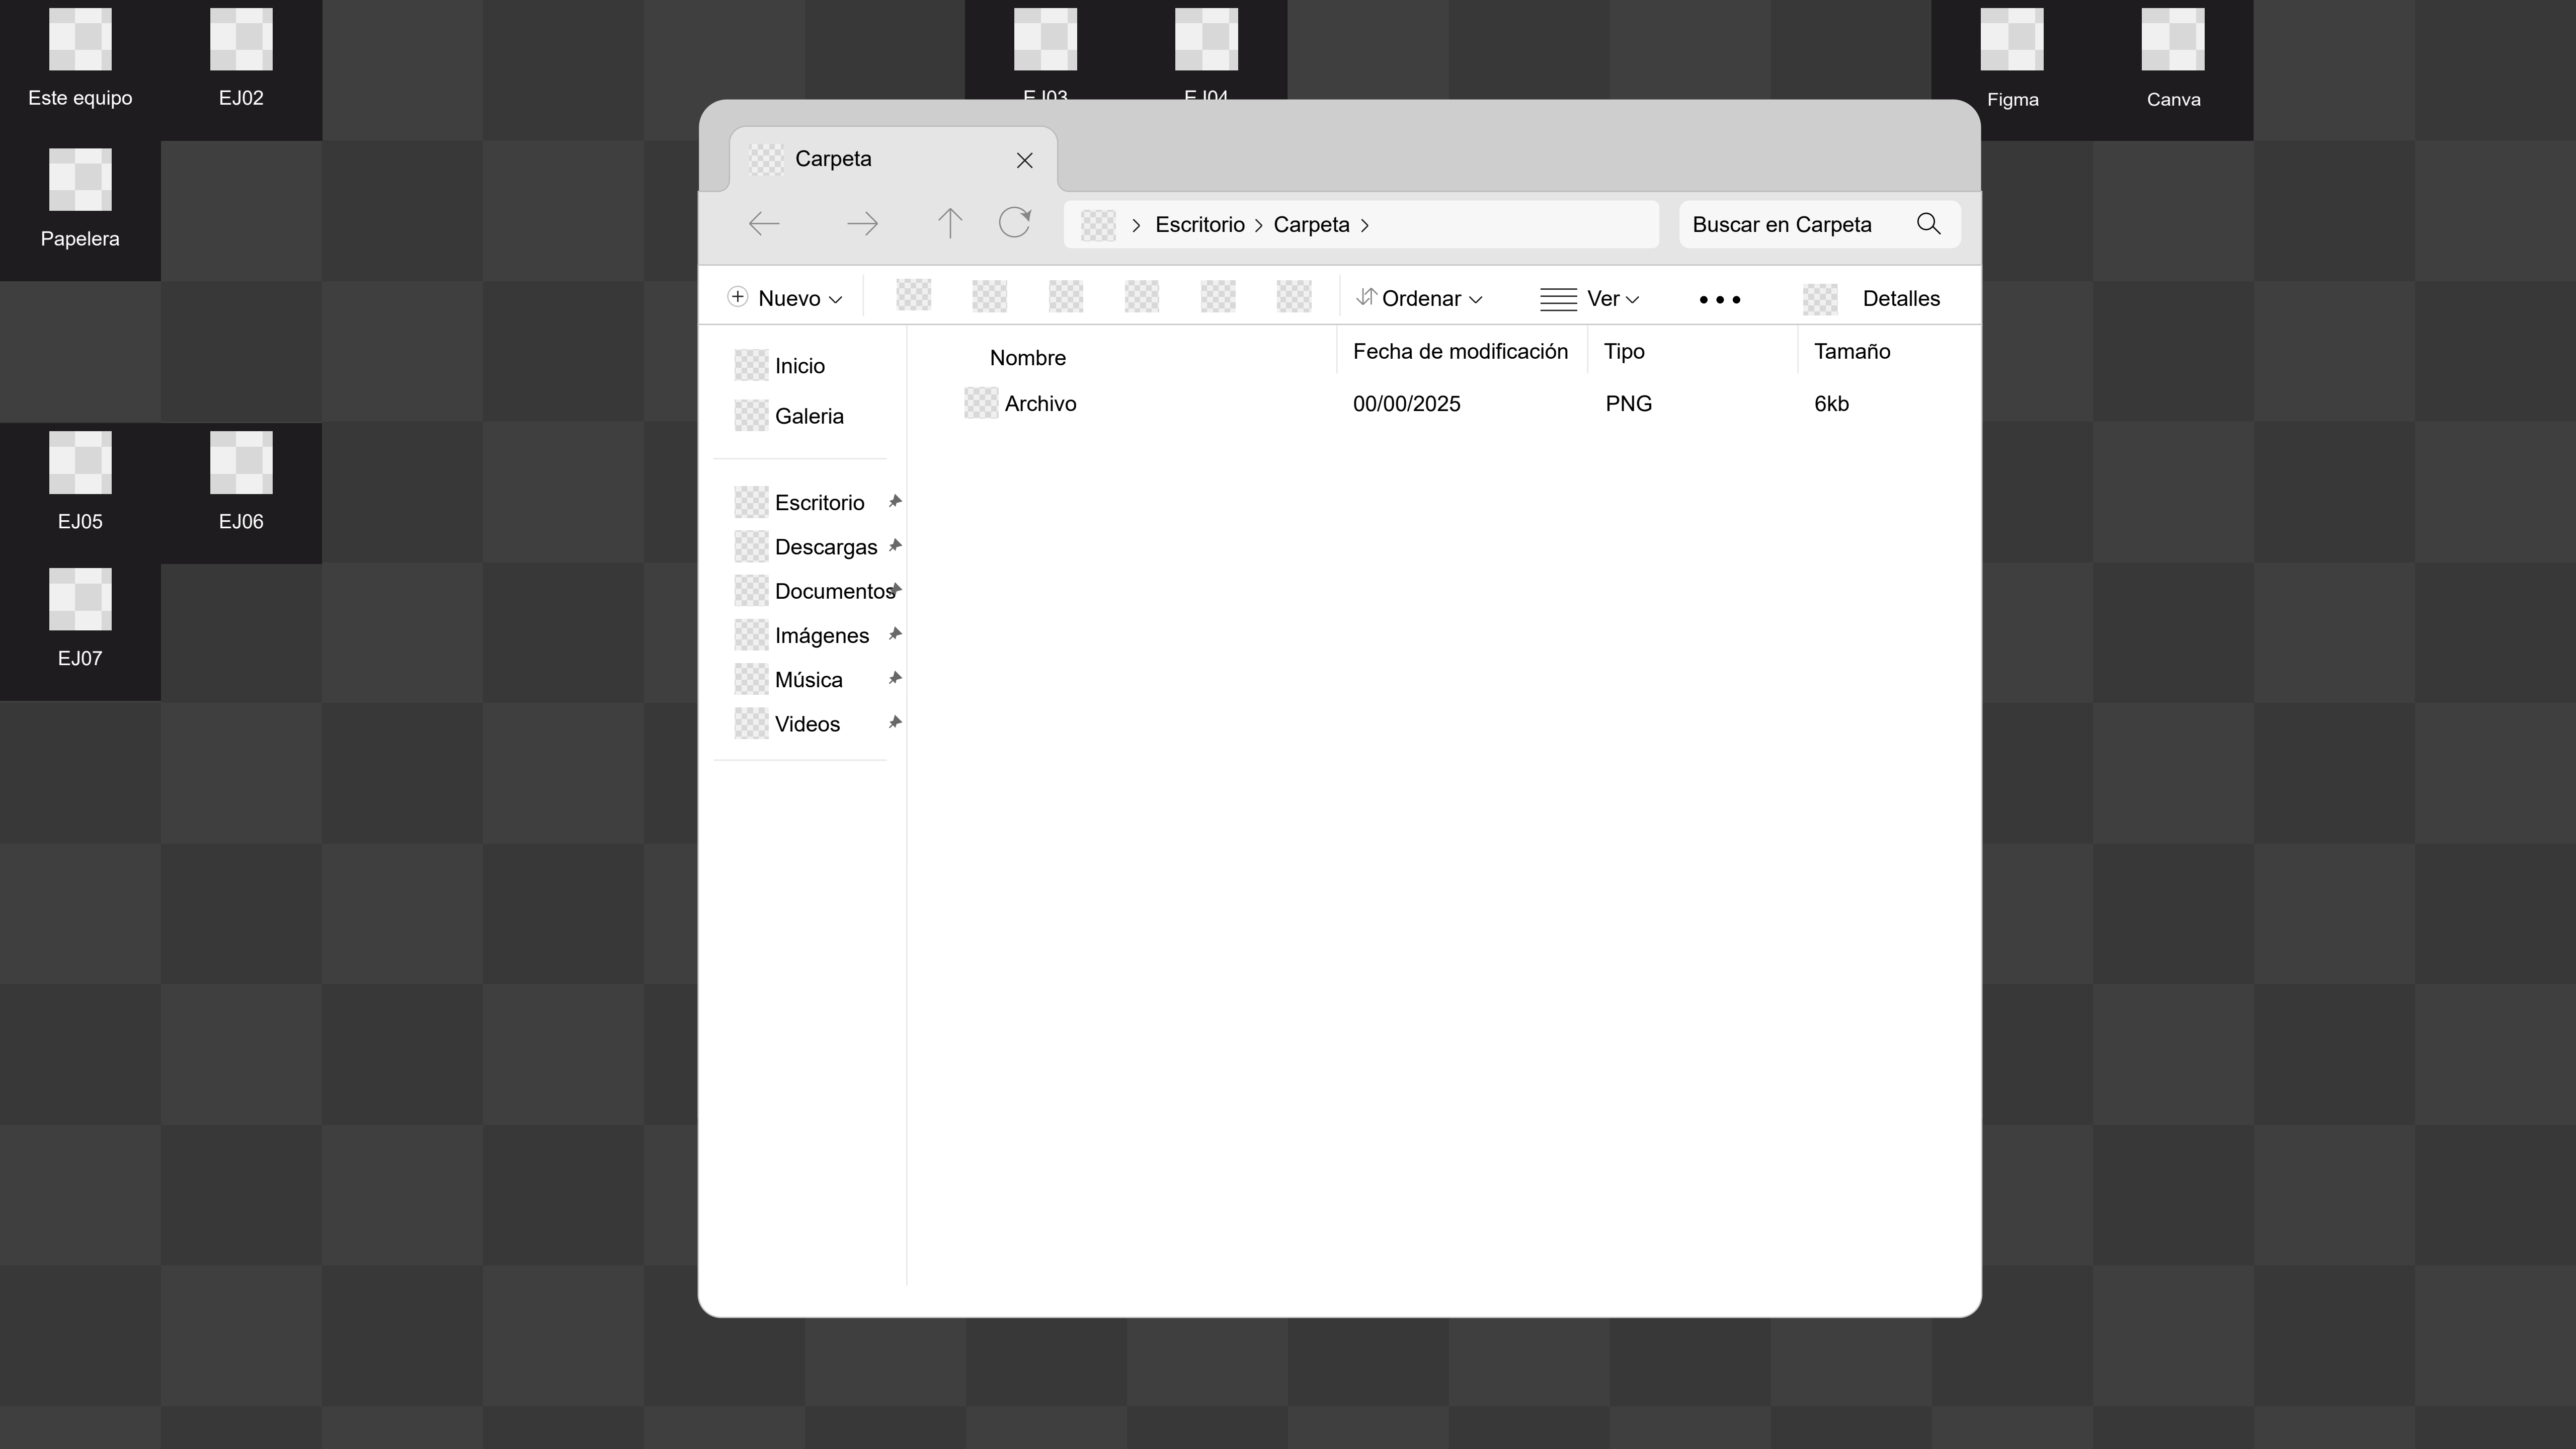 Este equipo
EJ02
EJ03
EJ04
Figma
Canva
Papelera
EJ05
EJ06
EJ07
Carpeta
Escritorio
Carpeta
Buscar en Carpeta
Nuevo
Ordenar
Ver
Detalles
Inicio
Galeria
Escritorio
Descargas
Documentos
Imágenes
Música
Videos
Nombre
Fecha de modificación
Tipo
Tamaño
Archivo
00/00/2025
PNG
6kb